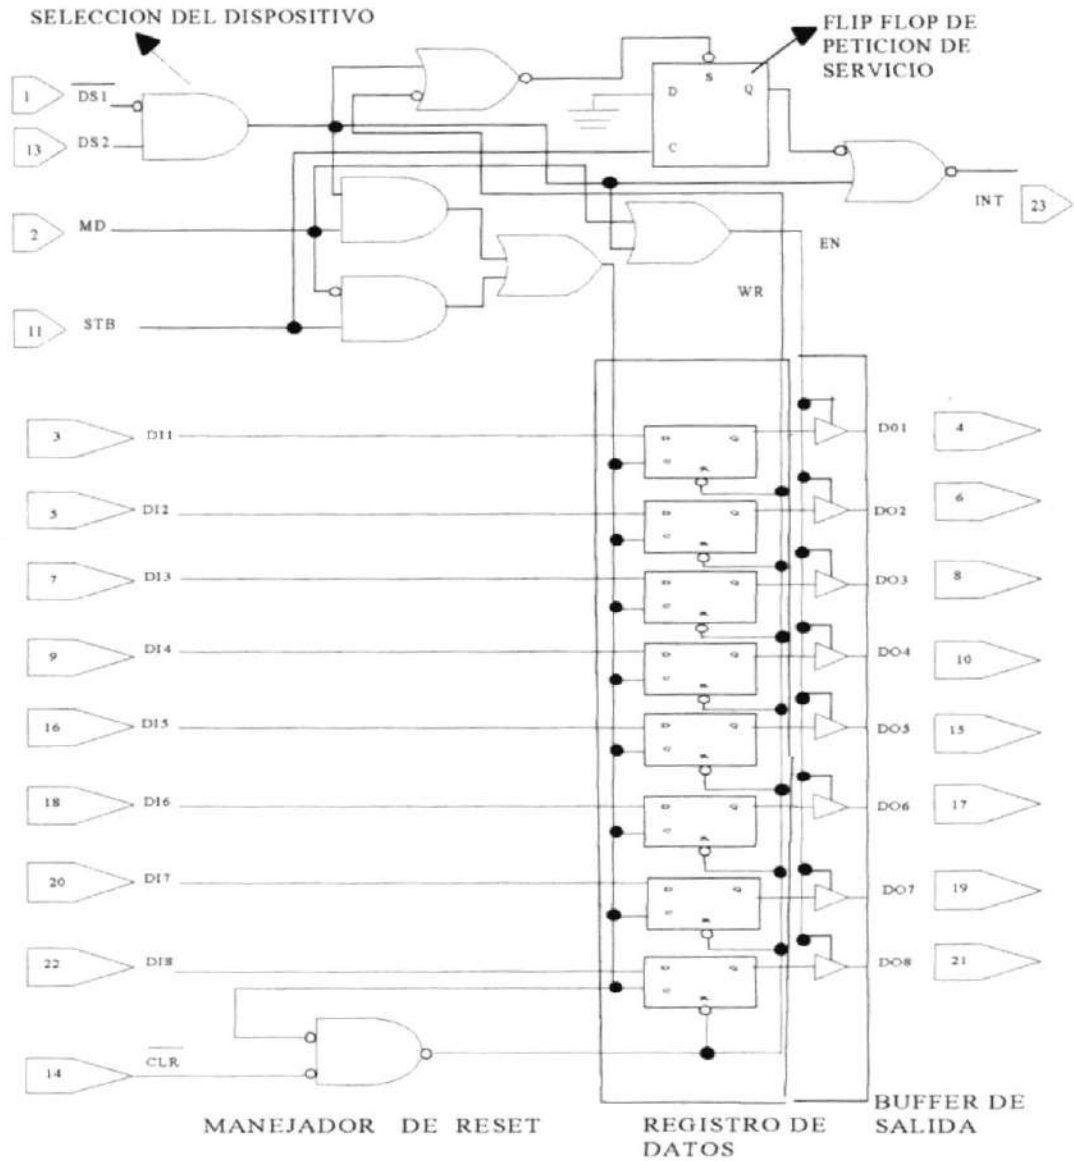 SELECCION DEL DISPOSITIVO
FLIP FLOP DE
PETICION DE
SERVICIO
1
DS1
13
DS2
S
D
Q
C
INT
23
2
MD
EN
WR
11
STB
3
DI1
D
Q
C
R
DO1
4
5
DI2
D
Q
C
R
DO2
6
7
DI3
D
Q
C
R
DO3
8
9
DI4
D
Q
C
R
DO4
10
16
DI5
D
Q
C
R
DO5
15
18
DI6
D
Q
C
R
DO6
17
20
DI7
D
Q
C
R
DO7
19
22
DI8
D
Q
C
R
DO8
21
14
CLR
MANEJADOR DE RESET
REGISTRO DE
DATOS
BUFFER DE
SALIDA